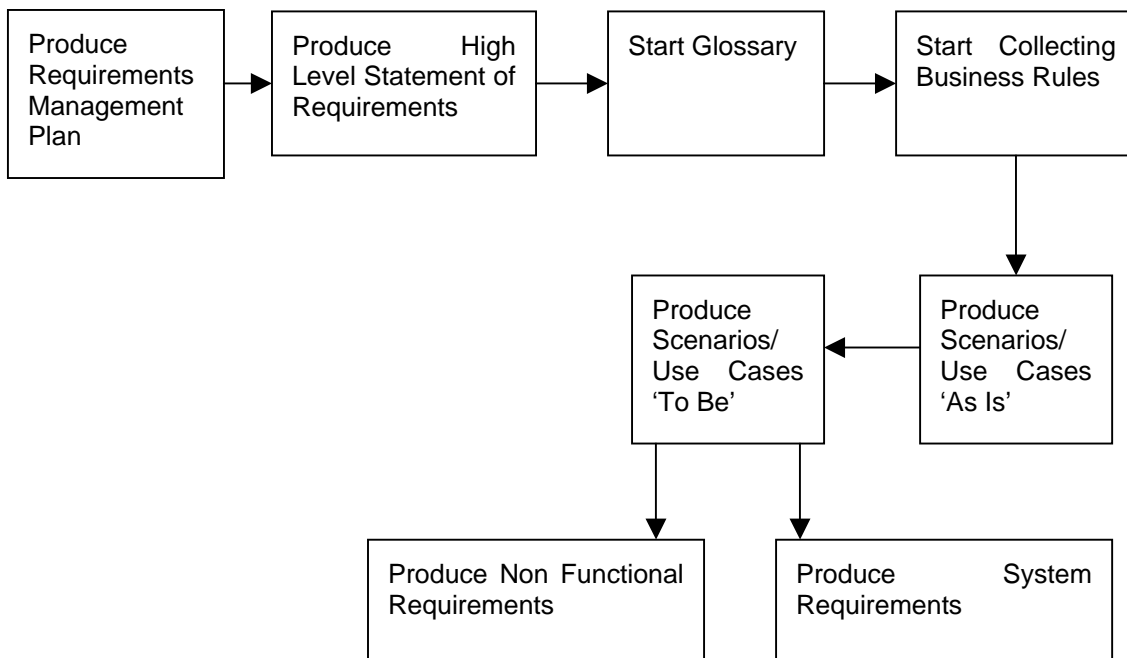 Produce
Requirements
Management
Plan
Produce High
Level Statement of
Requirements
Start Glossary
Start Collecting
Business Rules
Produce
Scenarios/
Use Cases
‘To Be’
Produce
Scenarios/
Use Cases
‘As Is’
Produce Non Functional
Requirements
Produce System
Requirements